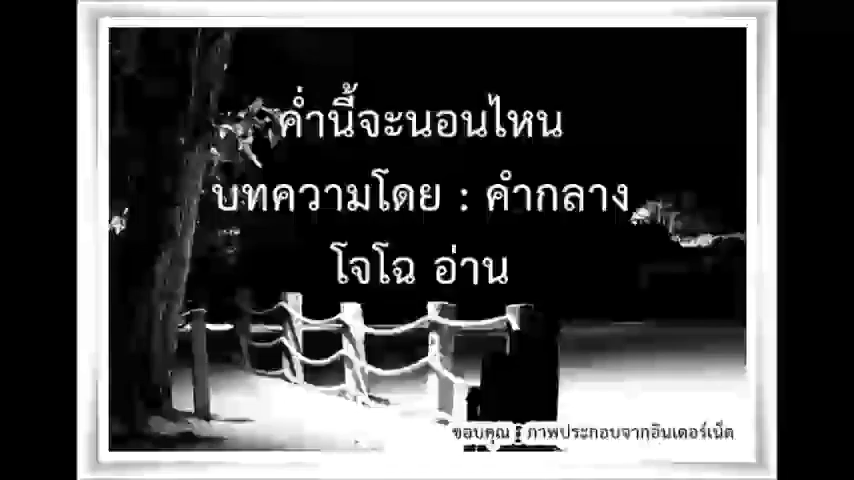 ค่ำนี้จะนอนไหน
บทความโดย : คำกลาง
โจโฉ อ่าน
ขอบคุณ : ภาพประกอบจากอินเตอร์เน็ต